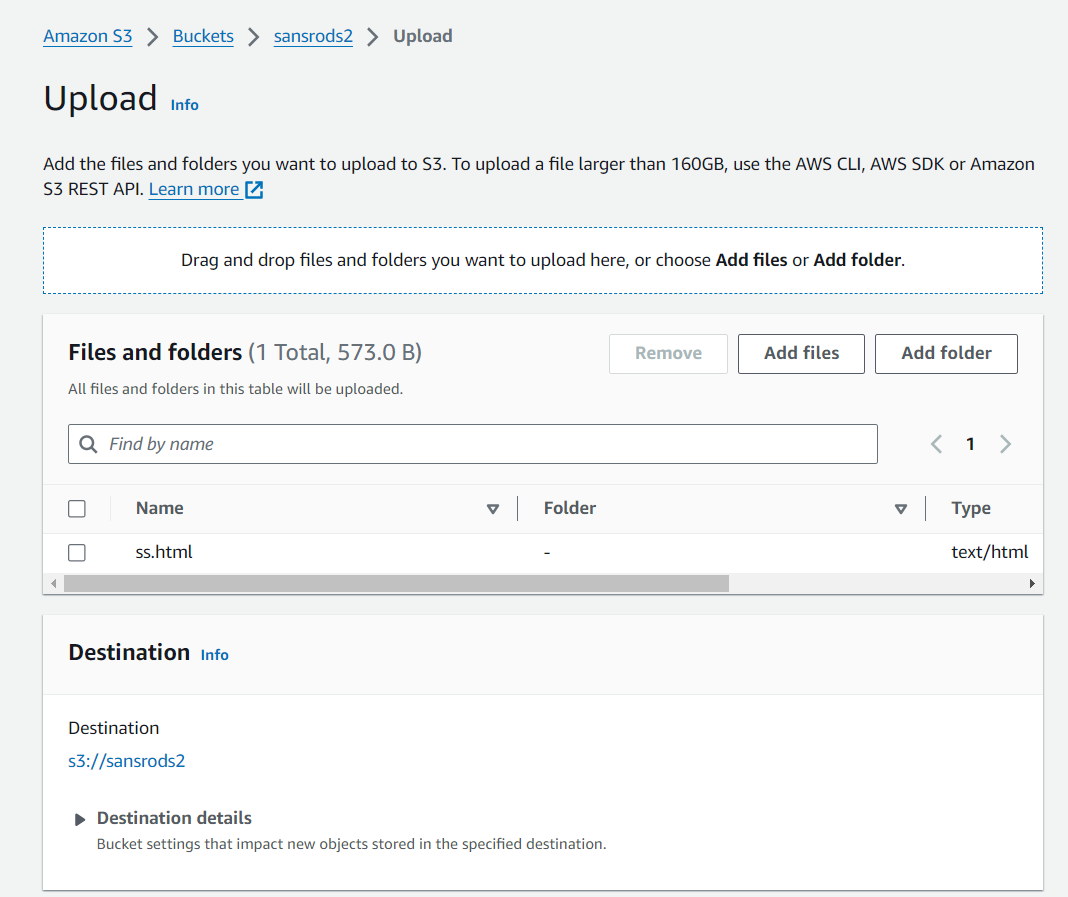 Amazon S3 > Buckets > sansrods2 > Upload
Upload Info
Add the files and folders you want to upload to S3. To upload a file larger than 160GB, use the AWS CLI, AWS SDK or Amazon
S3 REST API. Learn more
Drag and drop files and folders you want to upload here, or choose Add files or Add folder.
Files and folders (1 Total, 573.0 B)
Remove Add files Add folder
All files and folders in this table will be uploaded.
Find by name
1
Name Folder Type
ss.html - text/html
Destination Info
Destination
s3://sansrods2
Destination details
Bucket settings that impact new objects stored in the specified destination.